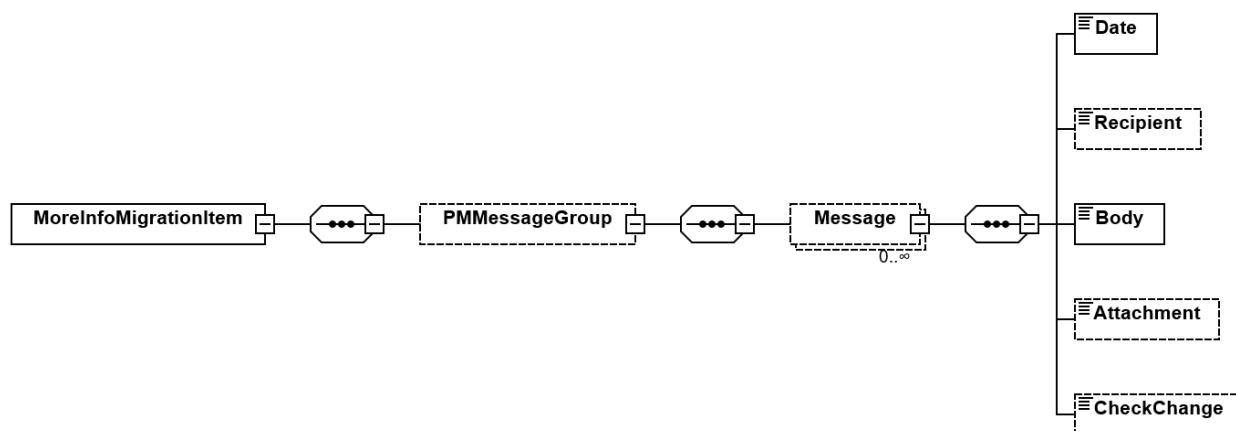 Date
Recipient
MoreInfoMigrationItem
PMMessageGroup
Message
0..∞
Body
Attachment
CheckChange